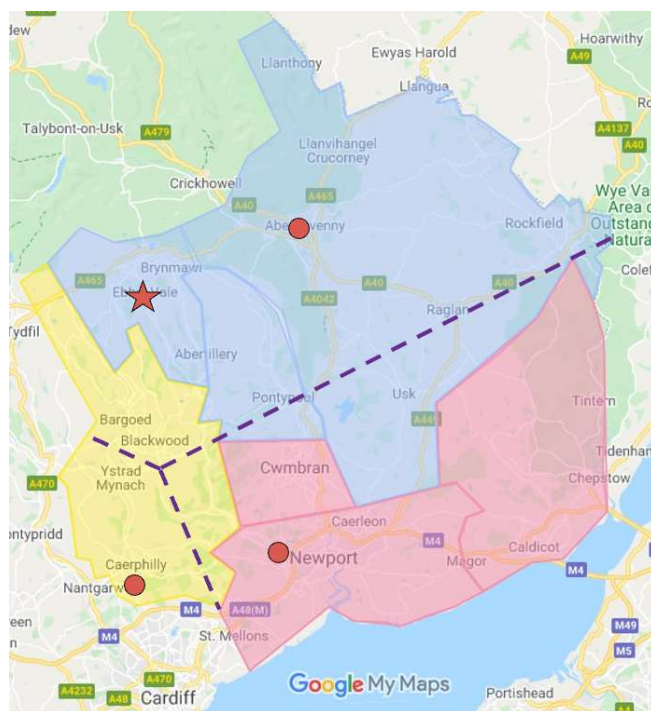 dew
Ewyas Harold
Hoarwithy
A49
Llanthony
Llangua
Talybont-on-Usk
A479
Llanvihangel
Crucorney
A4137
A40
Crickhowell
A465
Wye Val
Area o
Outstand
Natura
A40
Rockfield
Brynmawr
A465
A40
A40
Colef
A4042
Raglan
Tydfil
Abertillery
Pontypool
Usk
A449
Bargoed
Blackwood
Tintern
Ystrad
Mynach
Cwmbran
A470
Tidenham
Chepstow
ontypridd
Caerleon
M4
Newport
Caerphilly
Magor
Caldicot
Nantgarw
M4
M4
A48(M)
M49
M4
St. Mellons
M5
A470
A4232
A48
Cardiff
Google My Maps
Portishead